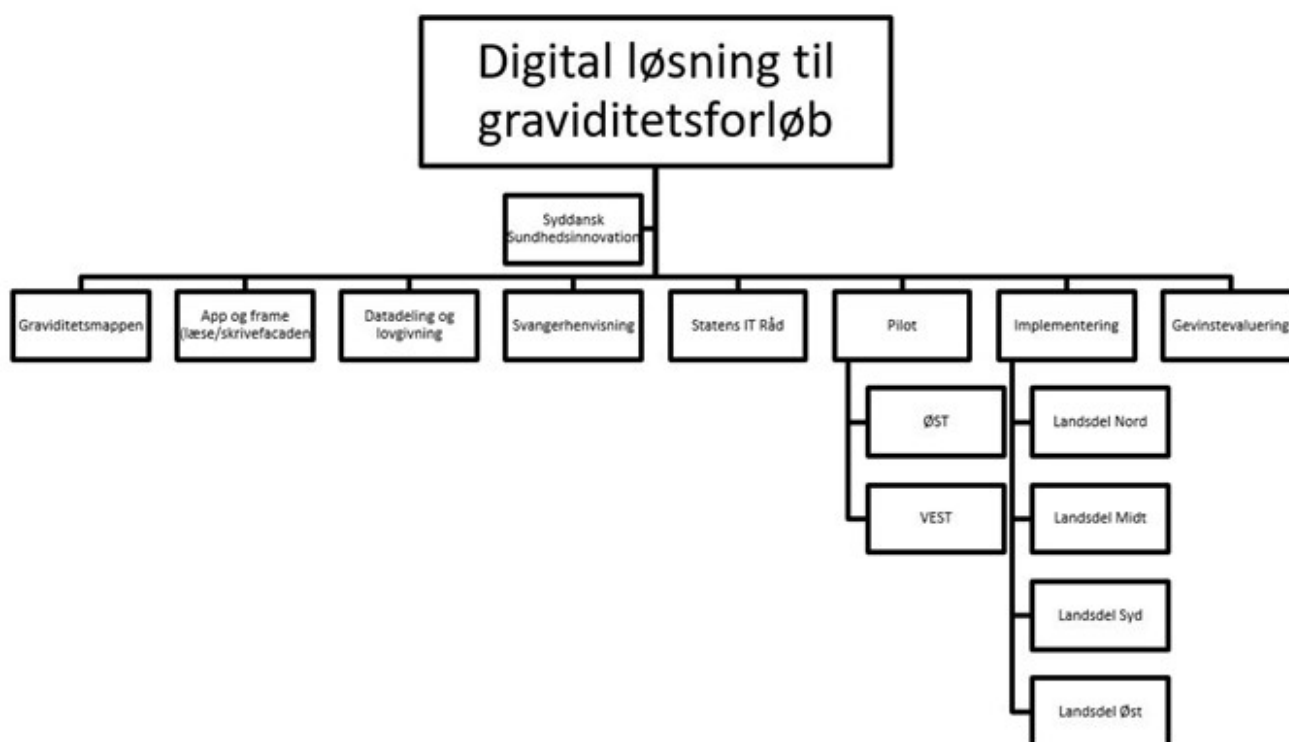 Digital løsning til
graviditetsforløb
Syddansk
Sundhedsinnovation
Graviditetsmappen
App og frame
(læse/skrivefacaden
Datadeling og
lovgivning
Svangerhenvisning
Statens IT Råd
Pilot
Implementering
Gevinstevaluering
ØST
VEST
Landsdel Nord
Landsdel Midt
Landsdel Syd
Landsdel Øst